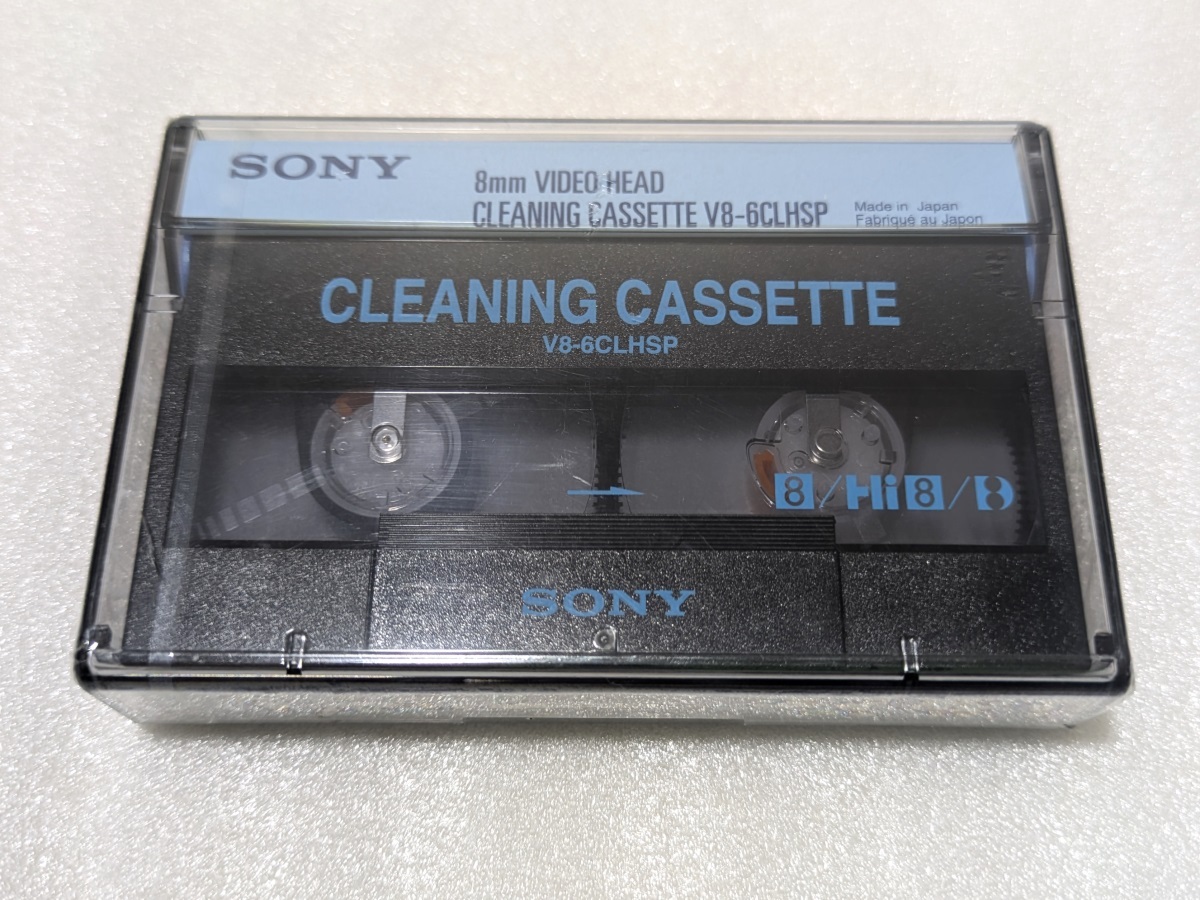 SONY
8mm VIDEO HEAD
CLEANING CASSETTE V8-6CLHSP
Made in Japan
Fabriqué au Japon
CLEANING CASSETTE
V8-6CLHSP
8/Hi8/
SONY